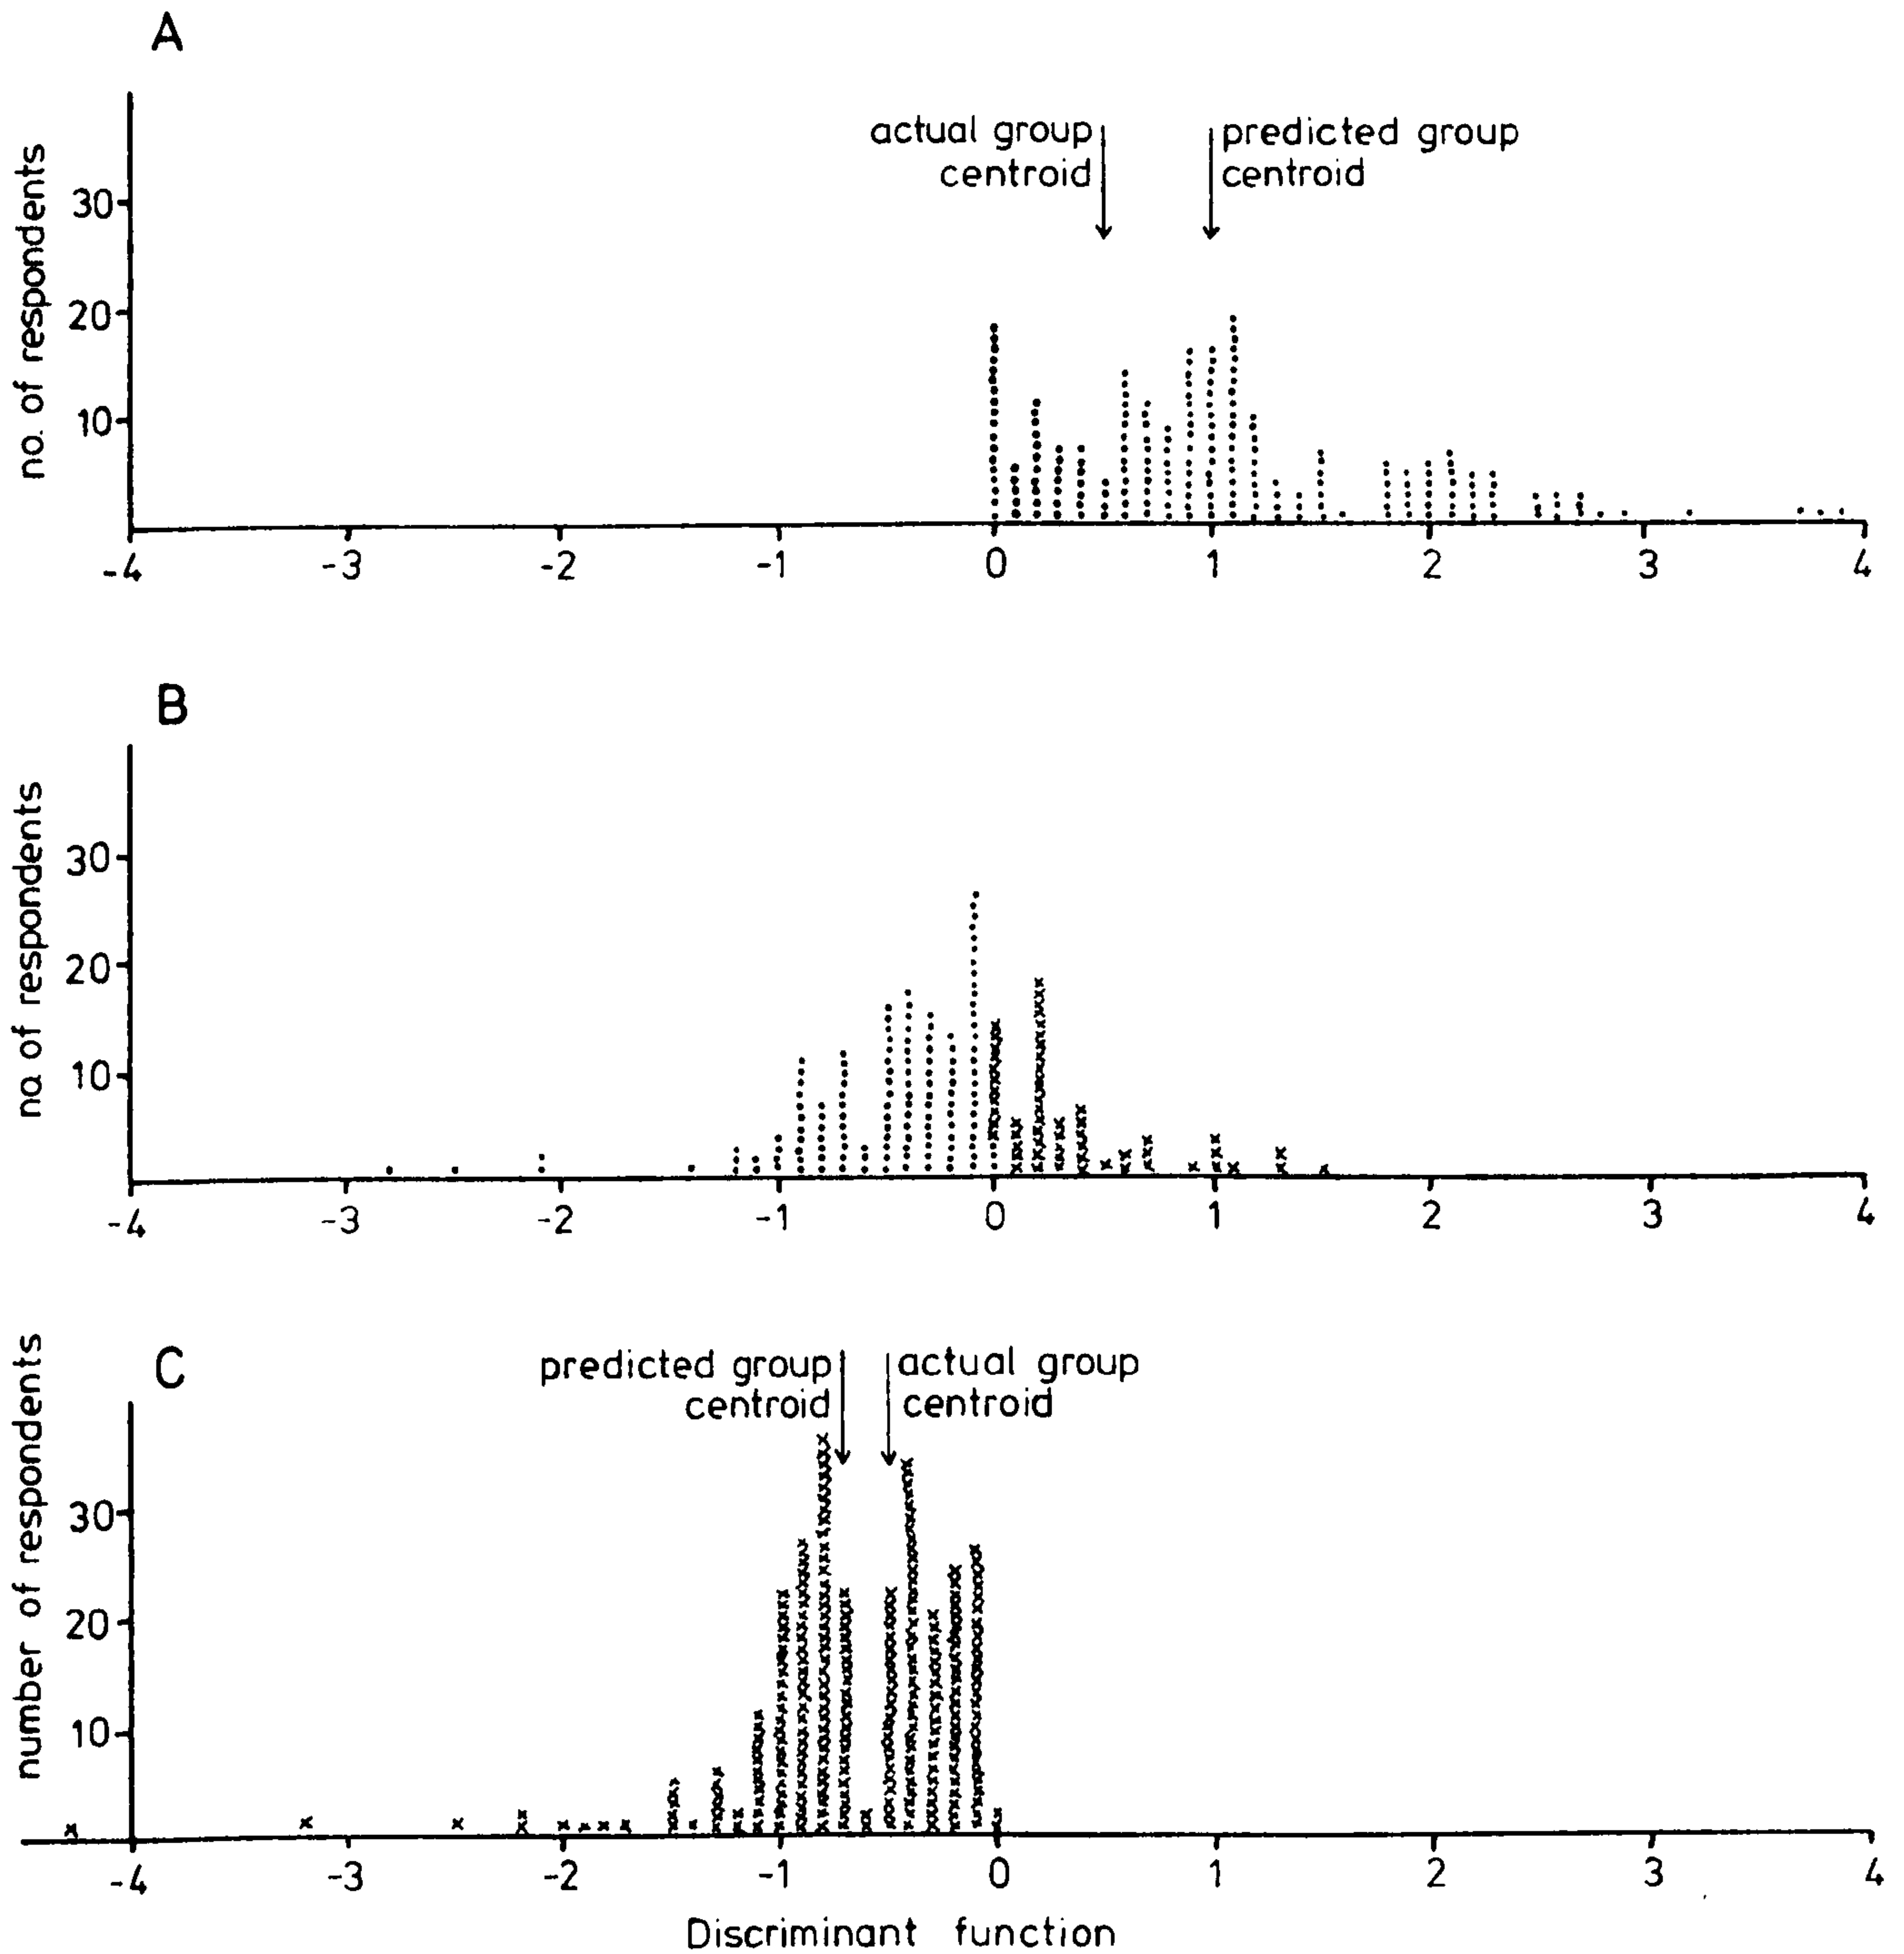 A
no. of respondents
30
20
10
actual group
centroid
predicted group
centroid
-4 -3 -2 -1 0 1 2 3 4
B
no. of respondents
30
20
10
-4 -3 -2 -1 0 1 2 3 4
C
number of respondents
30
20
10
predicted group
centroid
actual group
centroid
-4 -3 -2 -1 0 1 2 3 4
Discriminant function